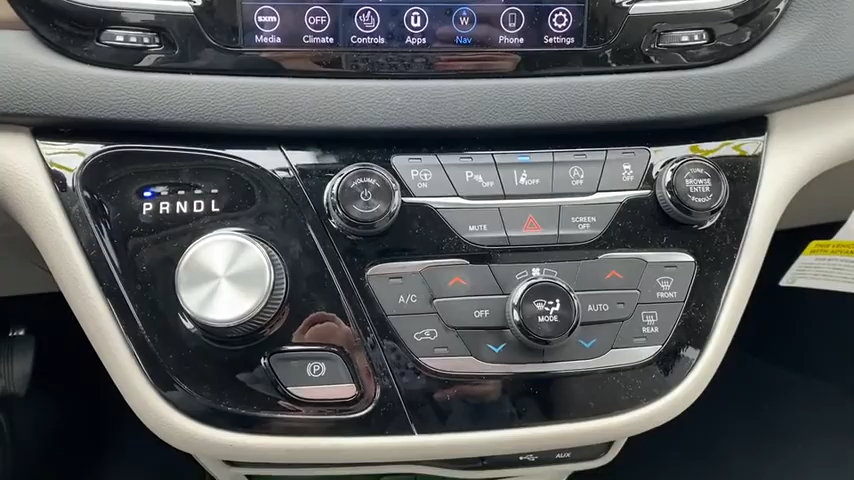 sxm OFF W
Media Climate Controls Apps Nav Phone Settings
VOLUME
ON
P OFF
OFF
A OFF
OFF
TUNE
BROWSE
ENTER
SCROLL
PRNDL
MUTE
SCREEN
OFF
A/C
OFF
MODE
AUTO
FRONT
REAR
P
AUX